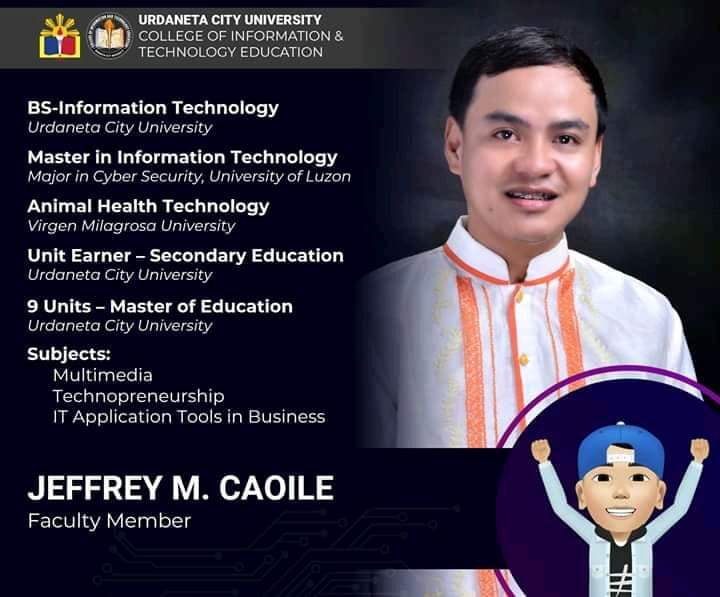 URDANETA CITY UNIVERSITY
COLLEGE OF INFORMATION &
TECHNOLOGY EDUCATION
BS-Information Technology
Urdaneta City University
Master in Information Technology
Major in Cyber Security, University of Luzon
Animal Health Technology
Virgen Milagrosa University
Unit Earner – Secondary Education
Urdaneta City University
9 Units – Master of Education
Urdaneta City University
Subjects:
Multimedia
Technopreneurship
IT Application Tools in Business
JEFFREY M. CAOILE
Faculty Member